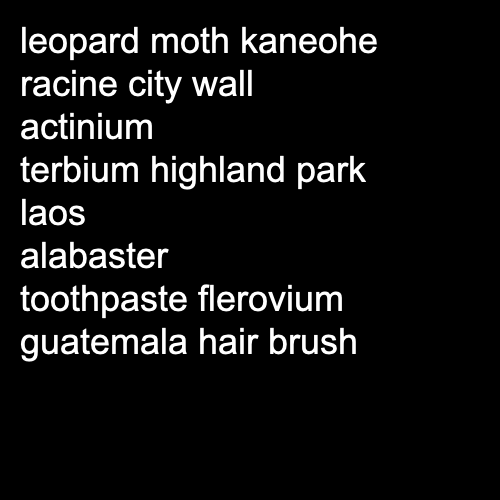 leopard moth kaneohe
racine city wall
actinium
terbium highland park
laos
alabaster
toothpaste flerovium
guatemala hair brush